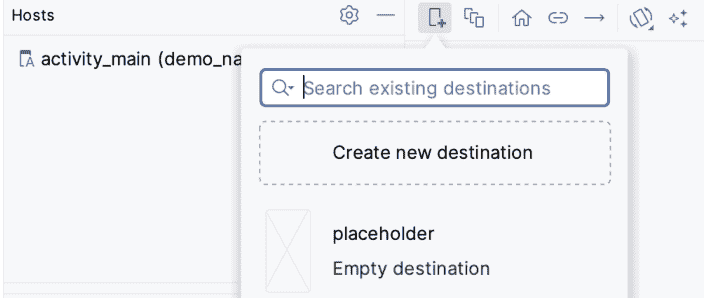 Hosts
activity_main (demo_na
Search existing destinations
Create new destination
placeholder
Empty destination